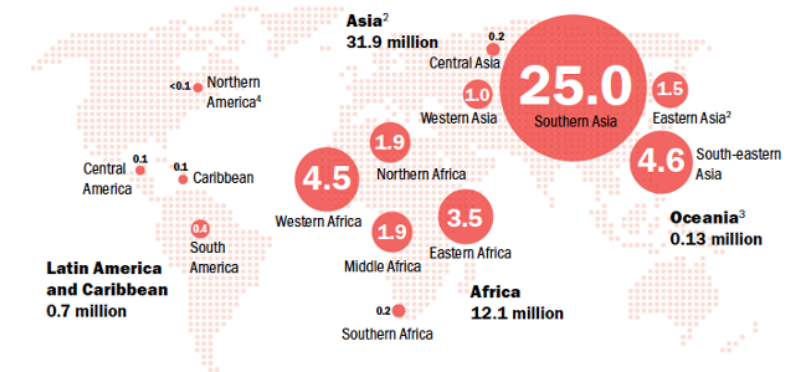 Asia²
31.9 million
0.2
Central Asia
25.0
Southern Asia
1.0
Western Asia
1.5
Eastern Asia²
4.6
South-eastern
Asia
<0.1
Northern
America⁴
0.1
Central
America
0.1
Caribbean
0.4
South
America
Latin America
and Caribbean
0.7 million
1.9
Northern Africa
4.5
Western Africa
1.9
Middle Africa
3.5
Eastern Africa
0.2
Southern Africa
Africa
12.1 million
Oceania³
0.13 million